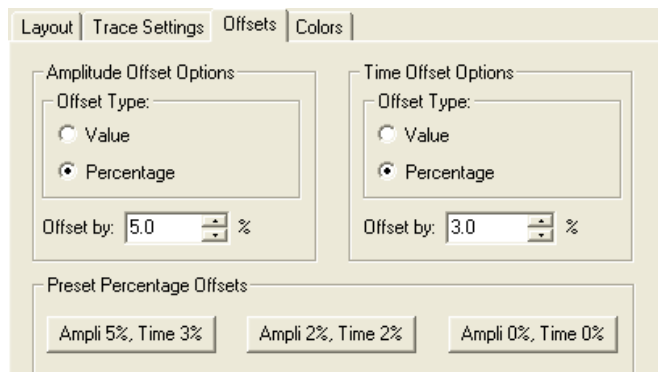 Layout Trace Settings Offsets Colors
Amplitude Offset Options Time Offset Options
Offset Type: Offset Type:
Value Value
Percentage Percentage
Offset by: 5.0 % Offset by: 3.0 %
Preset Percentage Offsets
Ampli 5%, Time 3% Ampli 2%, Time 2% Ampli 0%, Time 0%